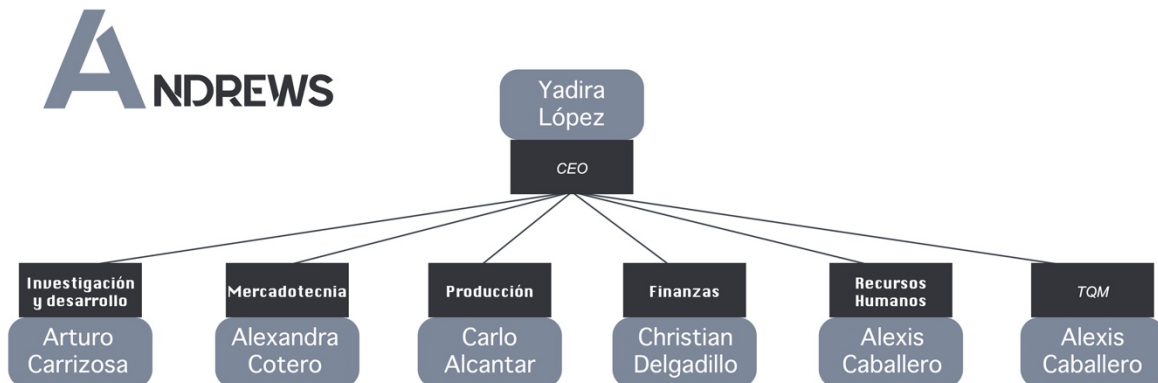 ANDREWS
Yadira
López
CEO
Investigación
y desarrollo
Arturo
Carrizosa
Mercadotecnia
Alexandra
Cotero
Producción
Carlo
Alcantar
Finanzas
Christian
Delgadillo
Recursos
Humanos
Alexis
Caballero
TQM
Alexis
Caballero